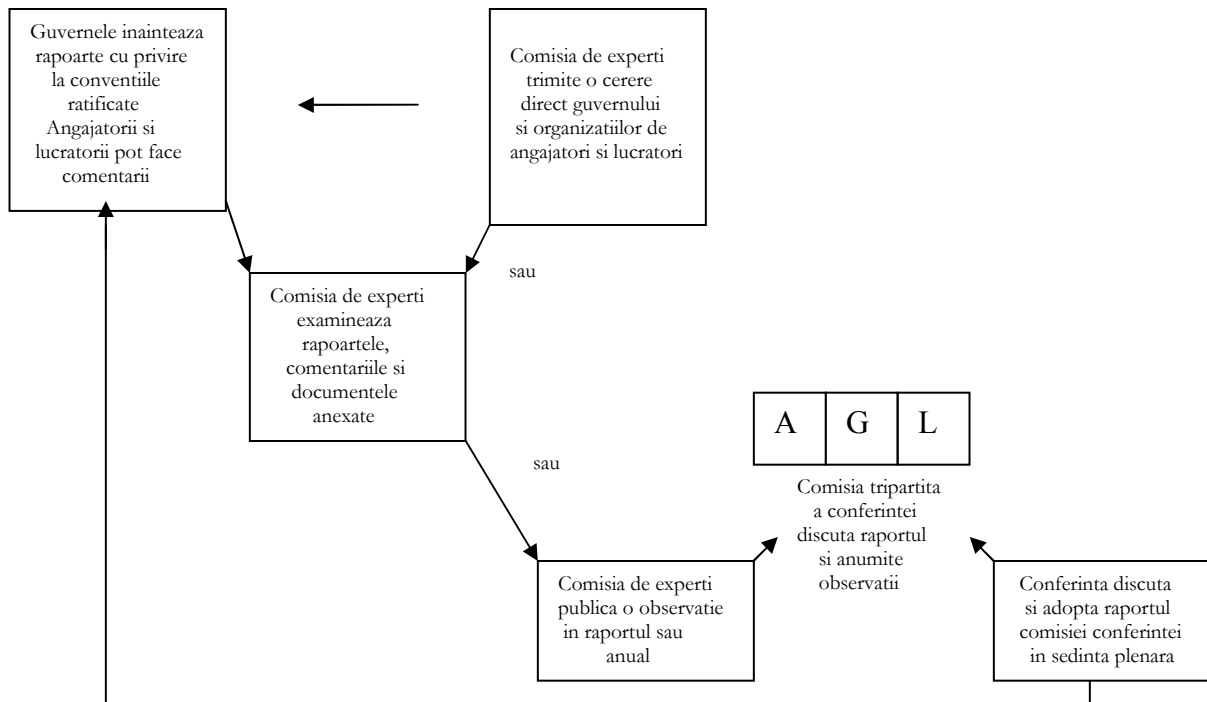 Guvernele inainteaza
rapoarte cu privire
la conventiile
ratificate
Angajatorii si
lucratorii pot face
comentarii
Comisia de experti
trimite o cerere
direct guvernului
si organizatiilor de
angajatori si lucratori
sau
Comisia de experti
examineaza
rapoartele,
comentariile si
documentele
anexate
sau
A G L
Comisia tripartita
a conferintei
discuta raportul
si anumite
observatii
Comisia de experti
publica o observatie
in raportul sau
anual
Conferinta discuta
si adopta raportul
comisiei conferintei
in sedinta plenara